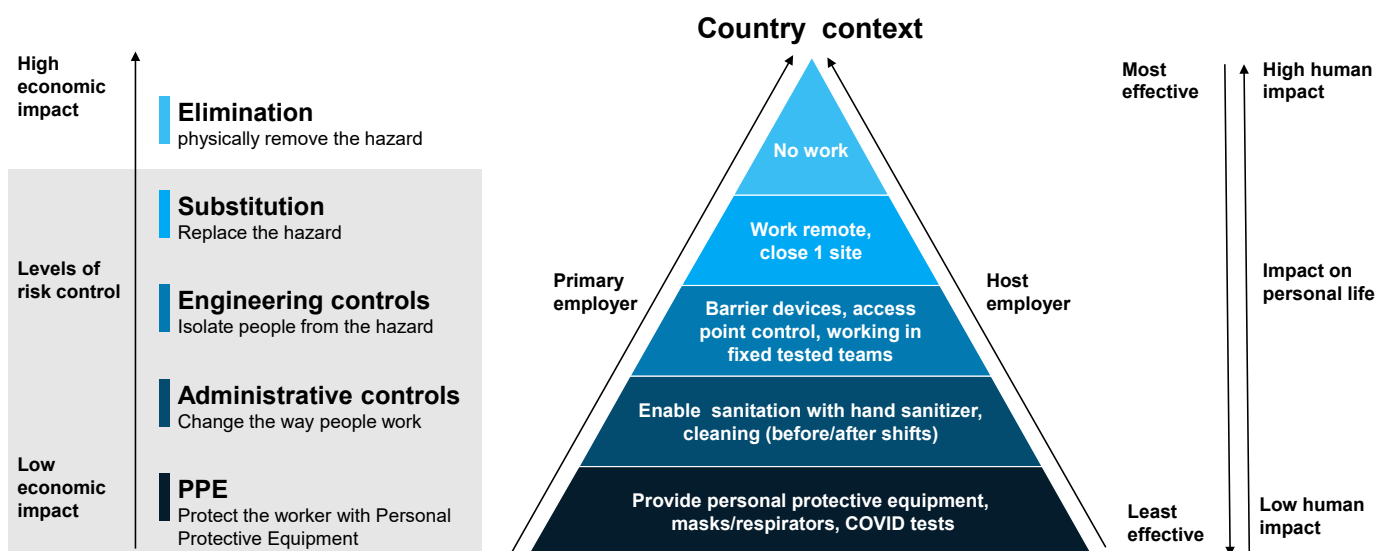 Country context
High
economic
impact
Elimination
physically remove the hazard
Substitution
Replace the hazard
Levels of
risk control
Engineering controls
Isolate people from the hazard
Administrative controls
Change the way people work
Low
economic
impact
PPE
Protect the worker with Personal
Protective Equipment
Primary
employer
No work
Work remote,
close 1 site
Barrier devices, access
point control, working in
fixed tested teams
Enable sanitation with hand sanitizer,
cleaning (before/after shifts)
Provide personal protective equipment,
masks/respirators, COVID tests
Host
employer
Most
effective
Least
effective
High human
impact
Impact on
personal life
Low human
impact